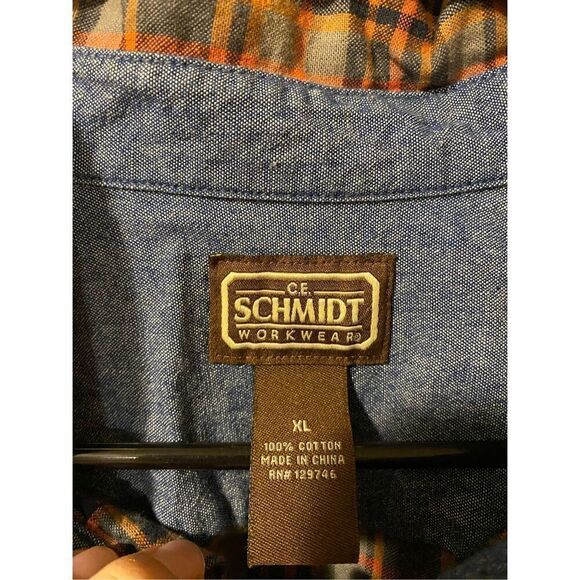 C.E.
SCHMIDT
WORKWEAR®
XL
100% COTTON
MADE IN CHINA
RN# 129746